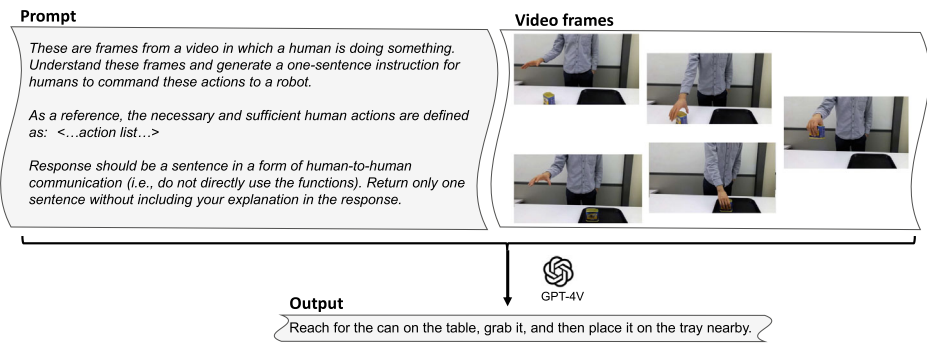 Prompt
These are frames from a video in which a human is doing something.
Understand these frames and generate a one-sentence instruction for
humans to command these actions to a robot.
As a reference, the necessary and sufficient human actions are defined
as: <...action list...>
Response should be a sentence in a form of human-to-human
communication (i.e., do not directly use the functions). Return only one
sentence without including your explanation in the response.
Video frames
GPT-4V
Output
Reach for the can on the table, grab it, and then place it on the tray nearby.